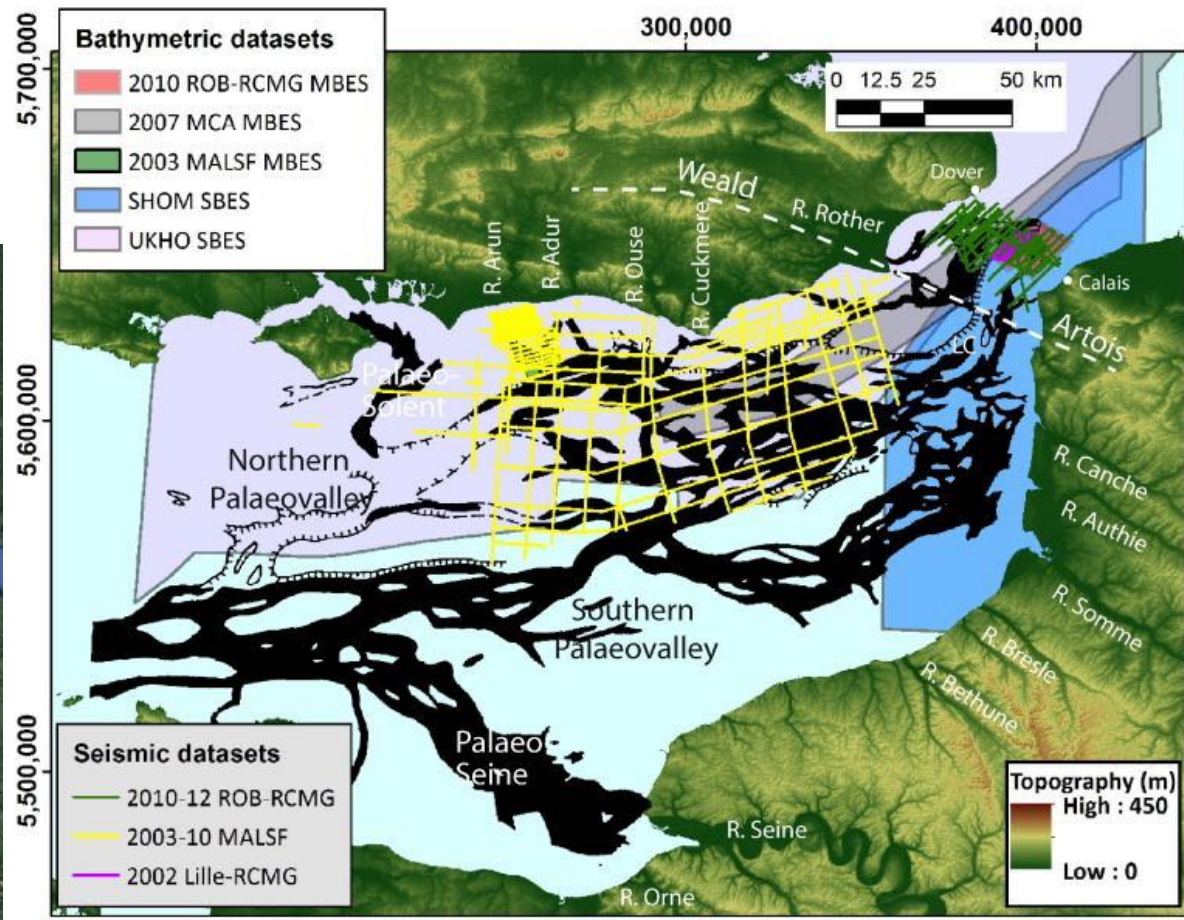 300,000
400,000
5,700,000
5,600,000
5,500,000
Bathymetric datasets
2010 ROB-RCMG MBES
2007 MCA MBES
2003 MALSF MBES
SHOM SBES
UKHO SBES
0 12.5 25 50 km
Dover
Weald
R. Rother
R. Arun
R. Adur
R. Ouse
R. Cuckmere
Calais
Artois
LC
Palaeo-
Solent
Northern
Palaeovalley
R. Canche
R. Authie
R. Somme
Southern
Palaeovalley
R. Bresle
R. Bethune
Palaeo-
Seine
R. Seine
R. Orne
Seismic datasets
2010-12 ROB-RCMG
2003-10 MALSF
2002 Lille-RCMG
Topography (m)
High : 450
Low : 0